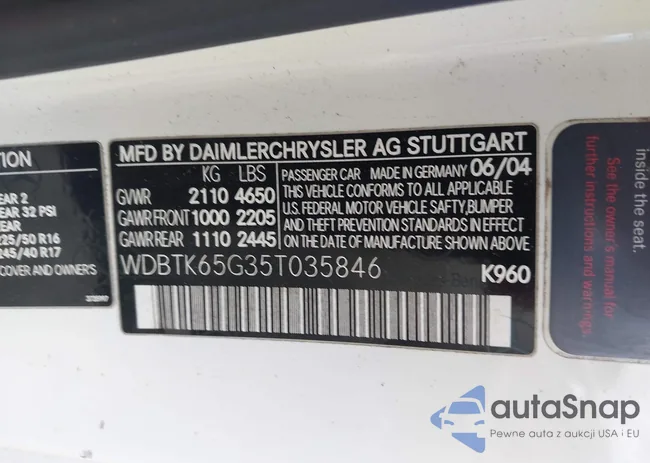 TION
EAR 2
EAR 32 PSI
EAR
225/50 R16
245/40 R17
COVER AND OWNERS'
MFD BY DAIMLERCHRYSLER AG STUTTGART
KG LBS
GVWR 2110 4650
GAWR FRONT 1000 2205
GAWR REAR 1110 2445
PASSENGER CAR MADE IN GERMANY 06/04
THIS VEHICLE CONFORMS TO ALL APPLICABLE
U.S. FEDERAL MOTOR VEHICLE SAFTY,BUMPER
AND THEFT PREVENTION STANDARDS IN EFFECT
ON THE DATE OF MANUFACTURE SHOWN ABOVE
WDBTK65G35T035846 K960
inside the seat.
See the owner's manual for
further instructions and
warnings.
autaSnap
Pewne auta z aukcji USA i EU